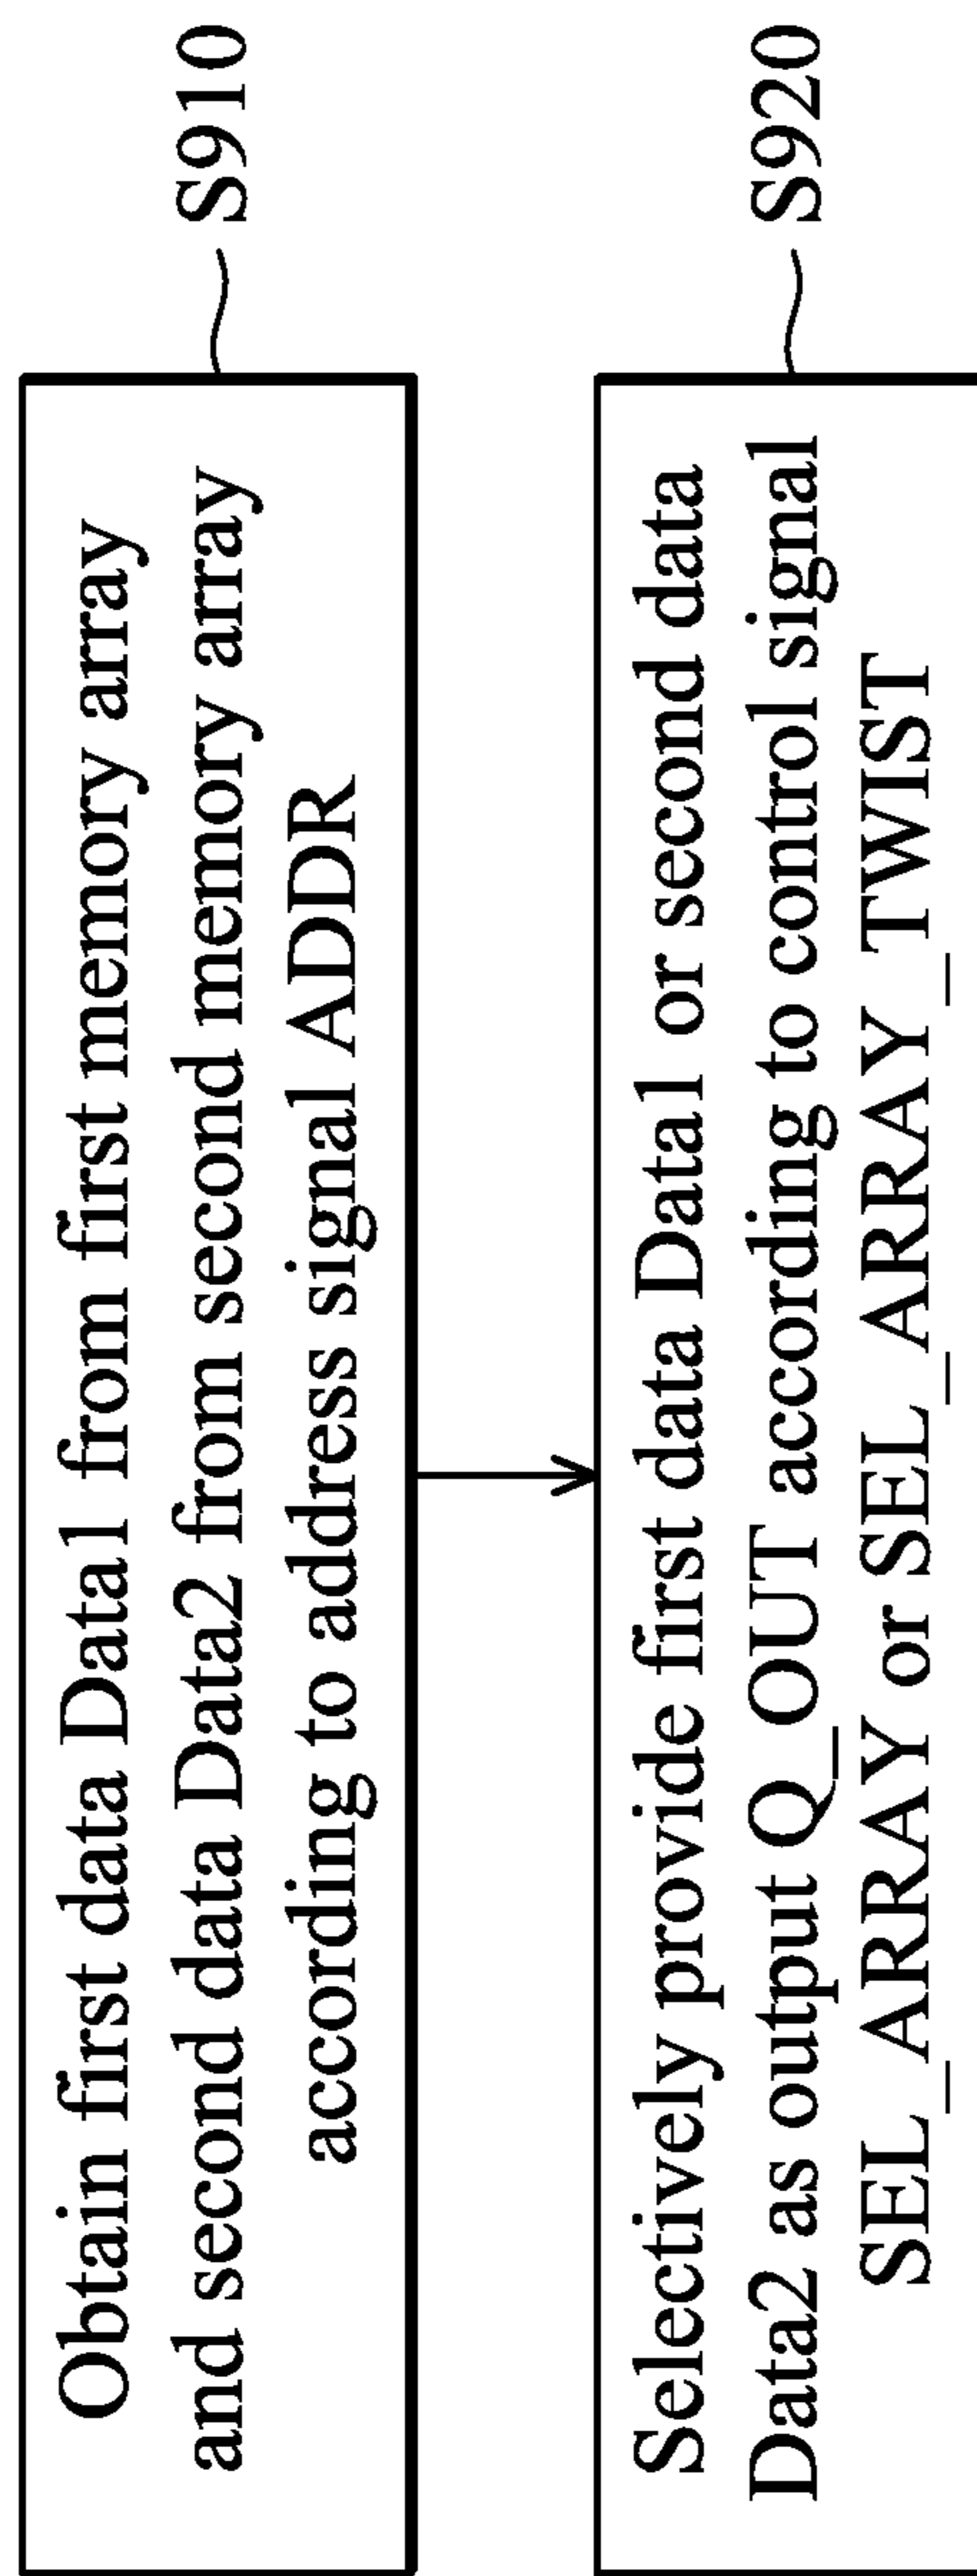 Obtain first data Data1 from first memory array
and second data Data2 from second memory array
according to address signal ADDR
S910
Selectively provide first data Data1 or second data
Data2 as output Q_OUT according to control signal
SEL_ARRAY or SEL_ARRAY_TWIST
S920